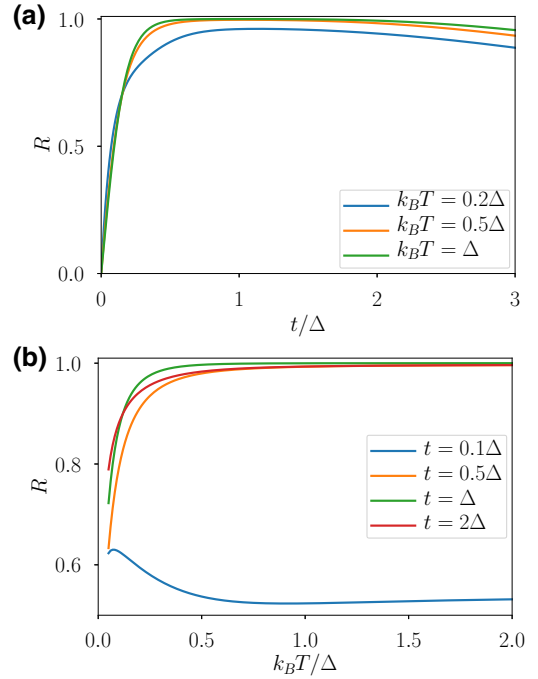 (a)
1.0
0.5
0.0
R
0
1
2
3
t/Δ
k_BT = 0.2Δ
k_BT = 0.5Δ
k_BT = Δ
(b)
1.0
0.8
0.6
R
0.0
0.5
1.0
1.5
2.0
k_BT/Δ
t = 0.1Δ
t = 0.5Δ
t = Δ
t = 2Δ